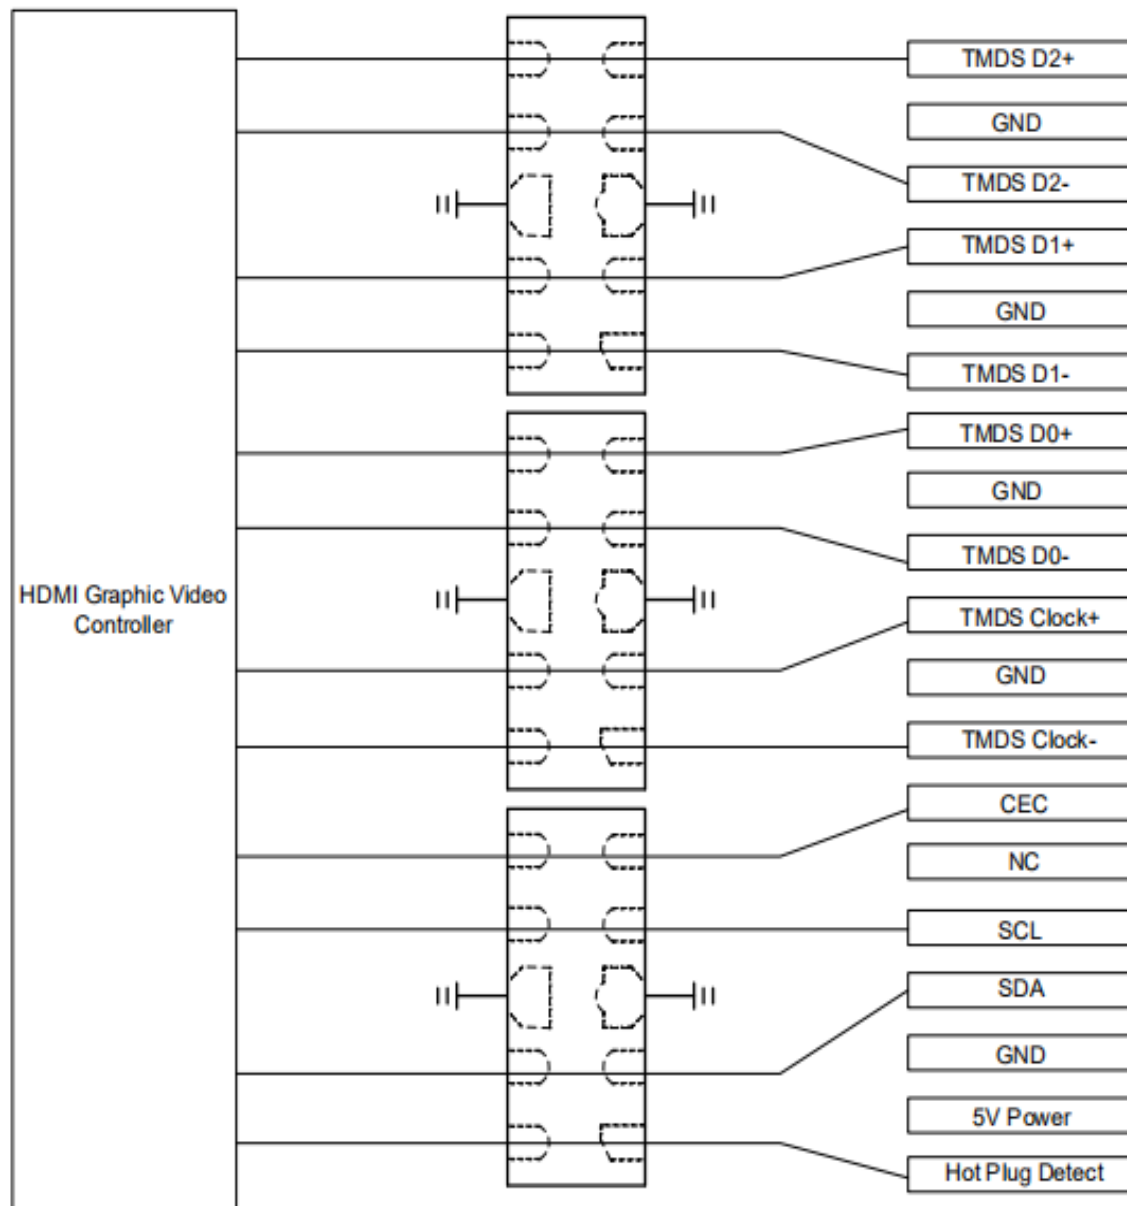 TMDS D2+
GND
TMDS D2-
TMDS D1+
GND
TMDS D1-
TMDS D0+
GND
TMDS D0-
HDMI Graphic Video
Controller
TMDS Clock+
GND
TMDS Clock-
CEC
NC
SCL
SDA
GND
5V Power
Hot Plug Detect